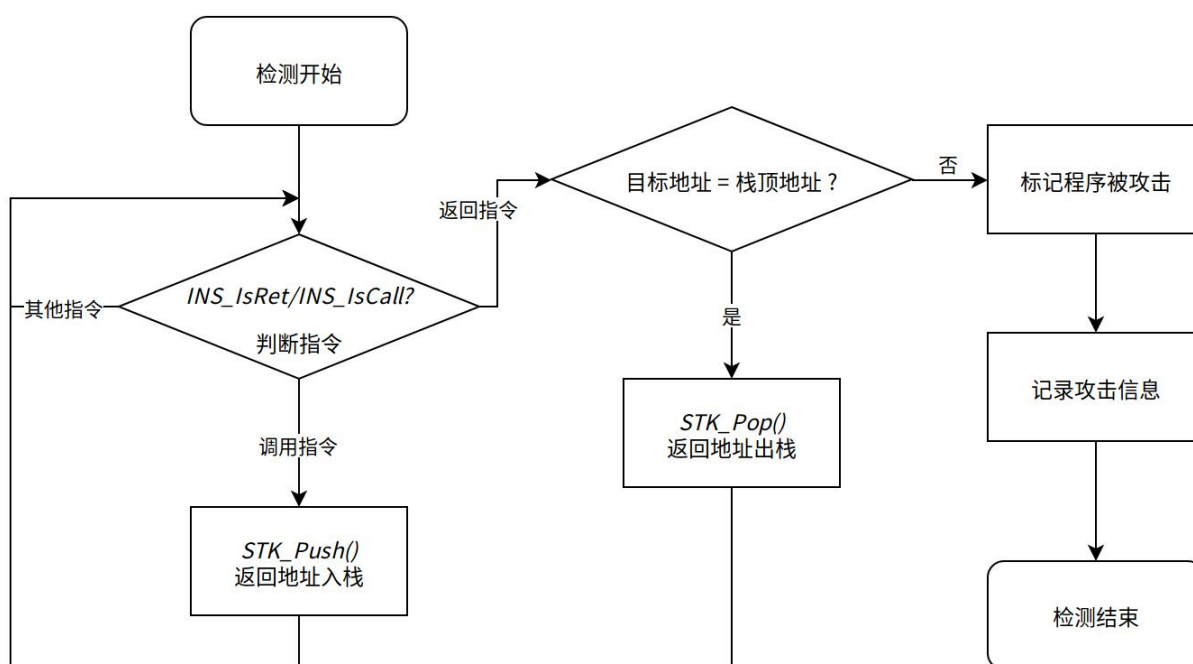 检测开始
其他指令
INS_IsRet/INS_IsCall?
判断指令
返回指令
调用指令
STK_Push()
返回地址入栈
目标地址 = 栈顶地址 ?
是
否
STK_Pop()
返回地址出栈
标记程序被攻击
记录攻击信息
检测结束